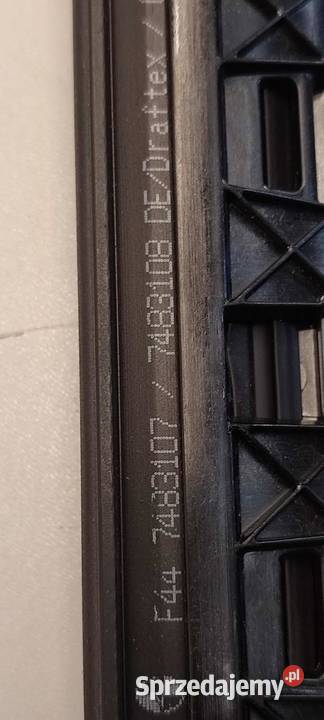 F44 7483107 / 7483108 DE/Draftex /
Sprzedajemy.pl